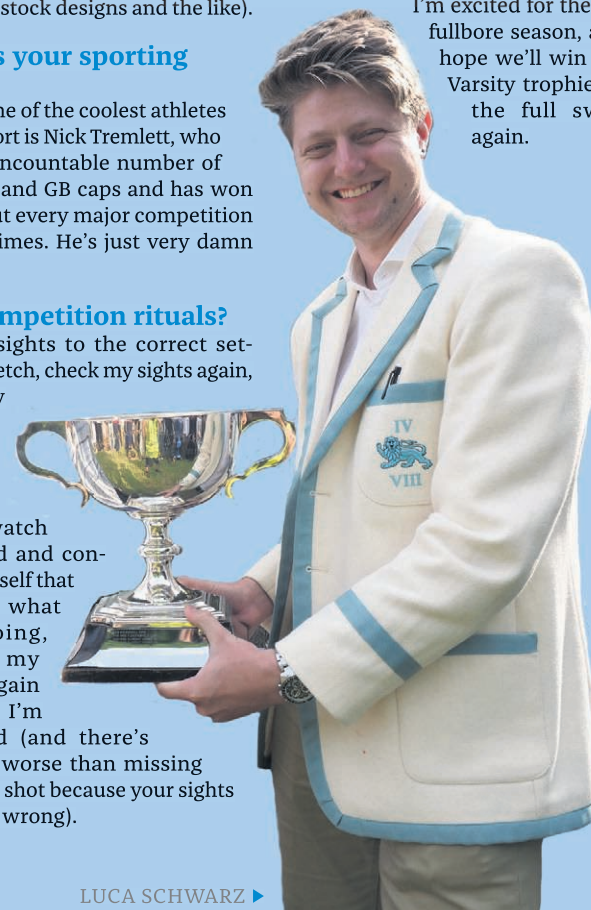 stock designs and the like).
s your sporting
ne of the coolest athletes
ort is Nick Tremlett, who
ncountable number of
and GB caps and has won
ut every major competition
imes. He's just very damn
mpetition rituals?
sights to the correct set-
etch, check my sights again,
y
watch
d and con-
self that
what
oing,
my
gain
I'm
d (and there's
worse than missing
shot because your sights
wrong).
I'm excited for the
fullbore season, a
hope we'll win
Varsity trophie
the full sw
again.
IV
VIII
LUCA SCHWARZ ▶